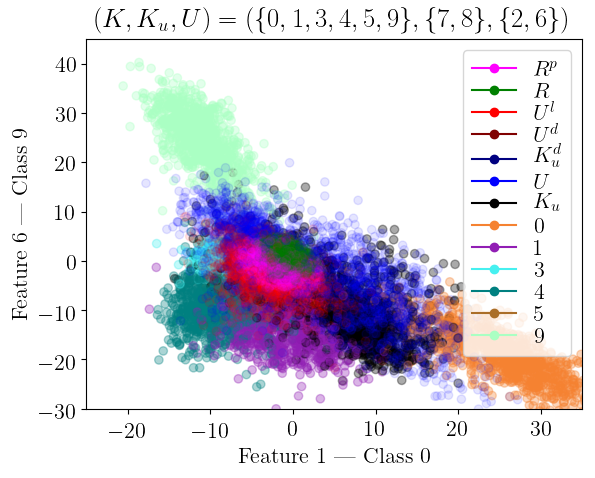 (K, K_u, U) = ({0, 1, 3, 4, 5, 9}, {7, 8}, {2, 6})
40
30
20
10
0
−10
−20
−30
Feature 6 — Class 9
R^p
R
U^l
U^d
K_u^d
U
K_u
0
1
3
4
5
9
−20
−10
0
10
20
30
Feature 1 — Class 0